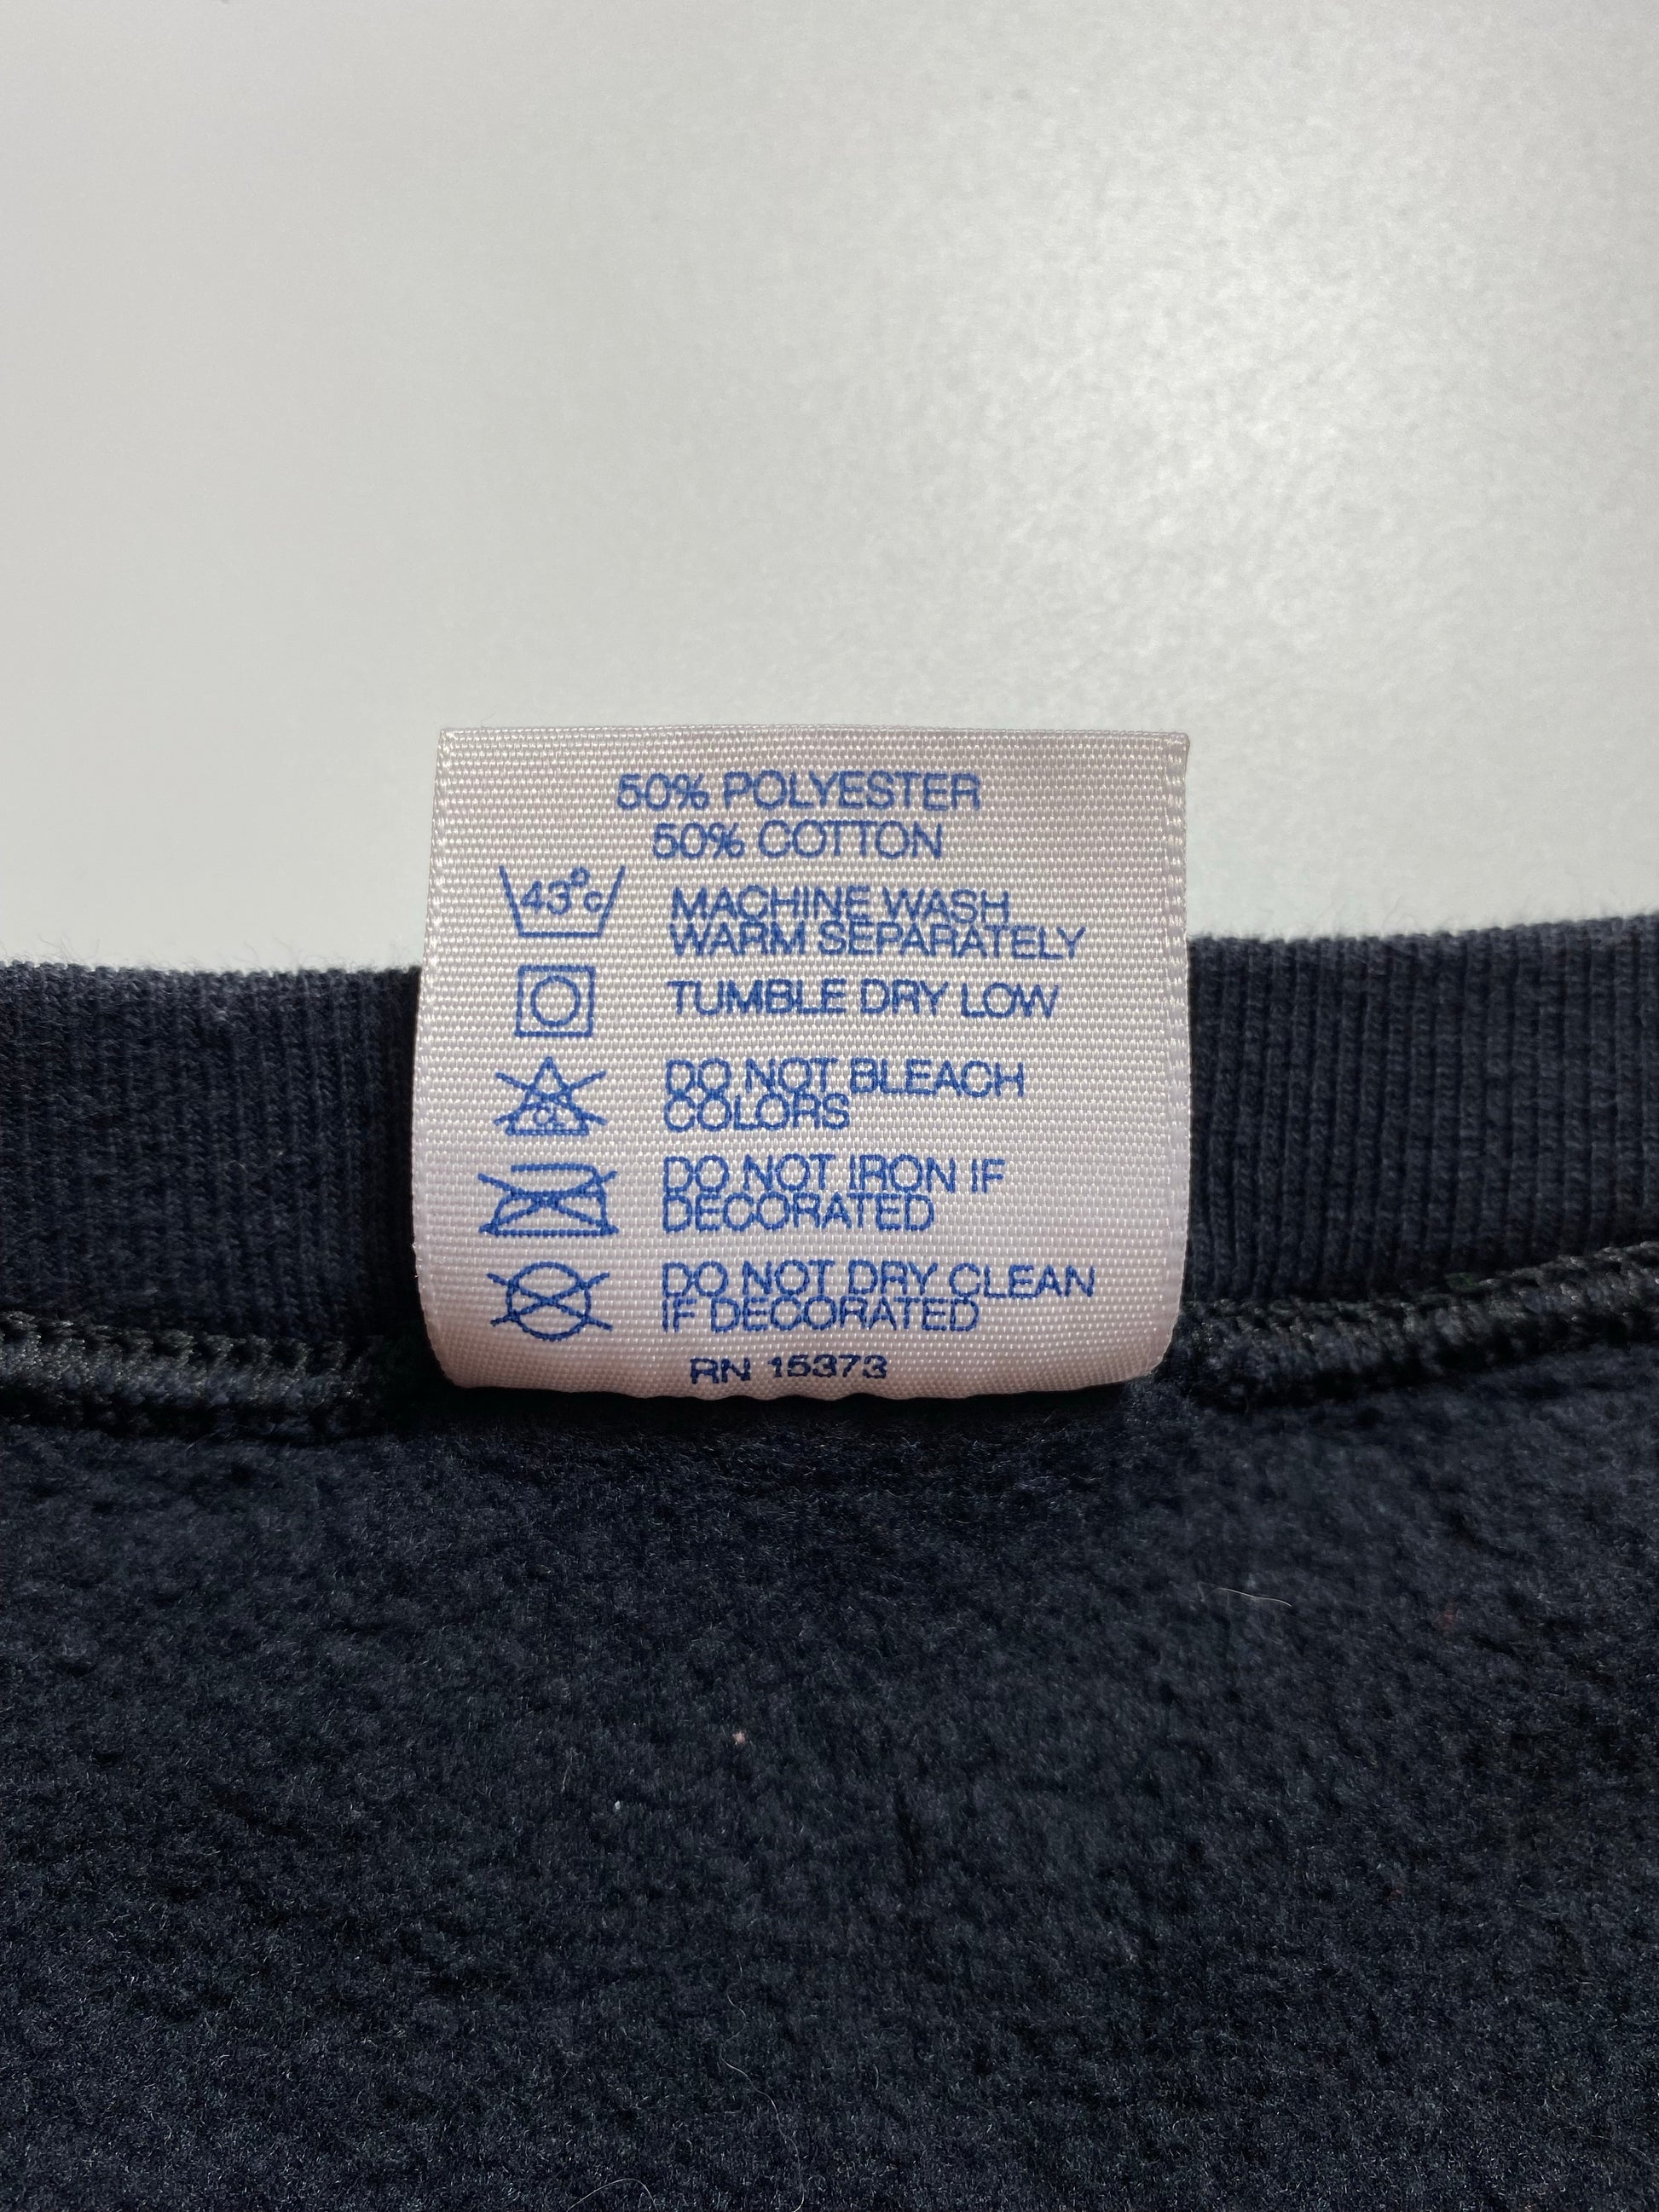 50% POLYESTER
50% COTTON
43°C
MACHINE WASH
WARM SEPARATELY
TUMBLE DRY LOW
CL
DO NOT BLEACH
COLORS
DO NOT IRON IF
DECORATED
DO NOT DRY CLEAN
IF DECORATED
RN 15373